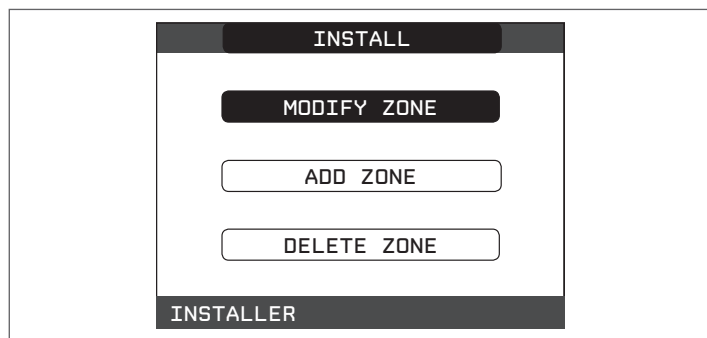 INSTALL
MODIFY ZONE
ADD ZONE
DELETE ZONE
INSTALLER